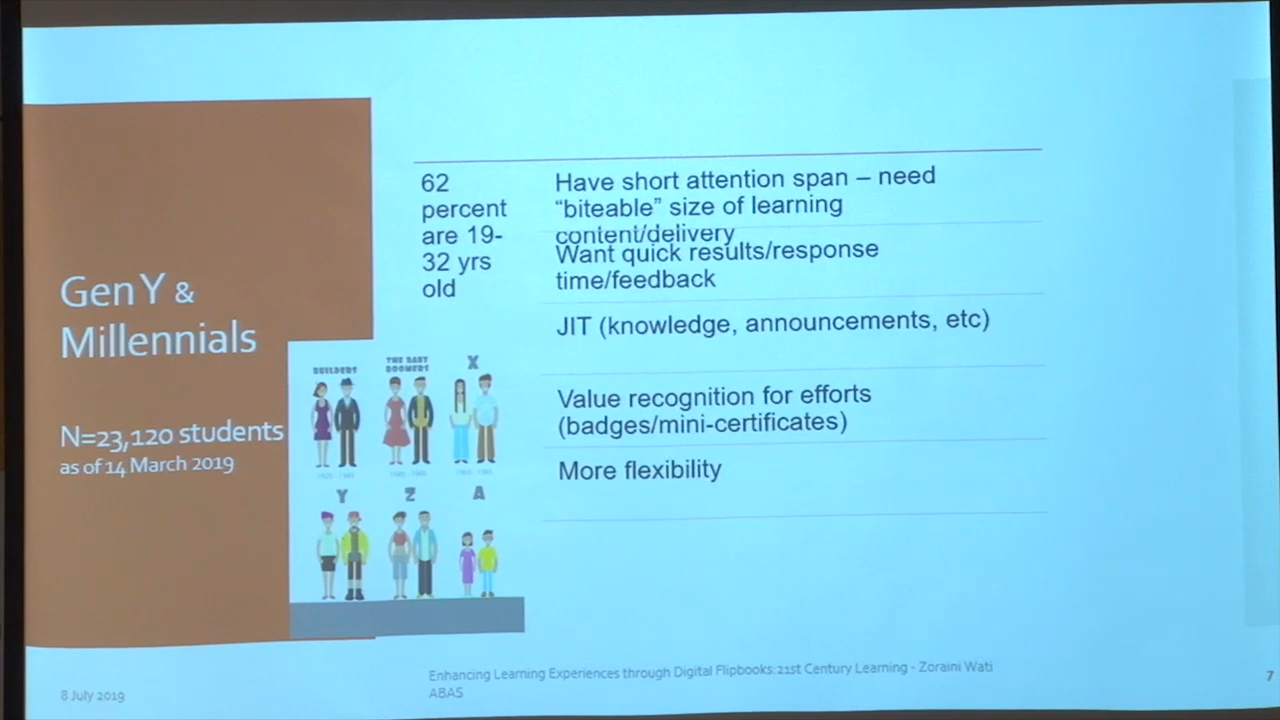 Gen Y &
Millennials
N=23,120 students
as of 14 March 2019
62
percent
are 19-
32 yrs
old
Have short attention span – need
“biteable” size of learning
content/delivery
Want quick results/response
time/feedback
JIT (knowledge, announcements, etc)
Value recognition for efforts
(badges/mini-certificates)
More flexibility
BUILDERS
THE BABY
BOOMERS
X
Y
Z
A
8 July 2019
Enhancing Learning Experiences through Digital Flipbooks:21st Century Learning - Zoraini Wati
ABAS
7